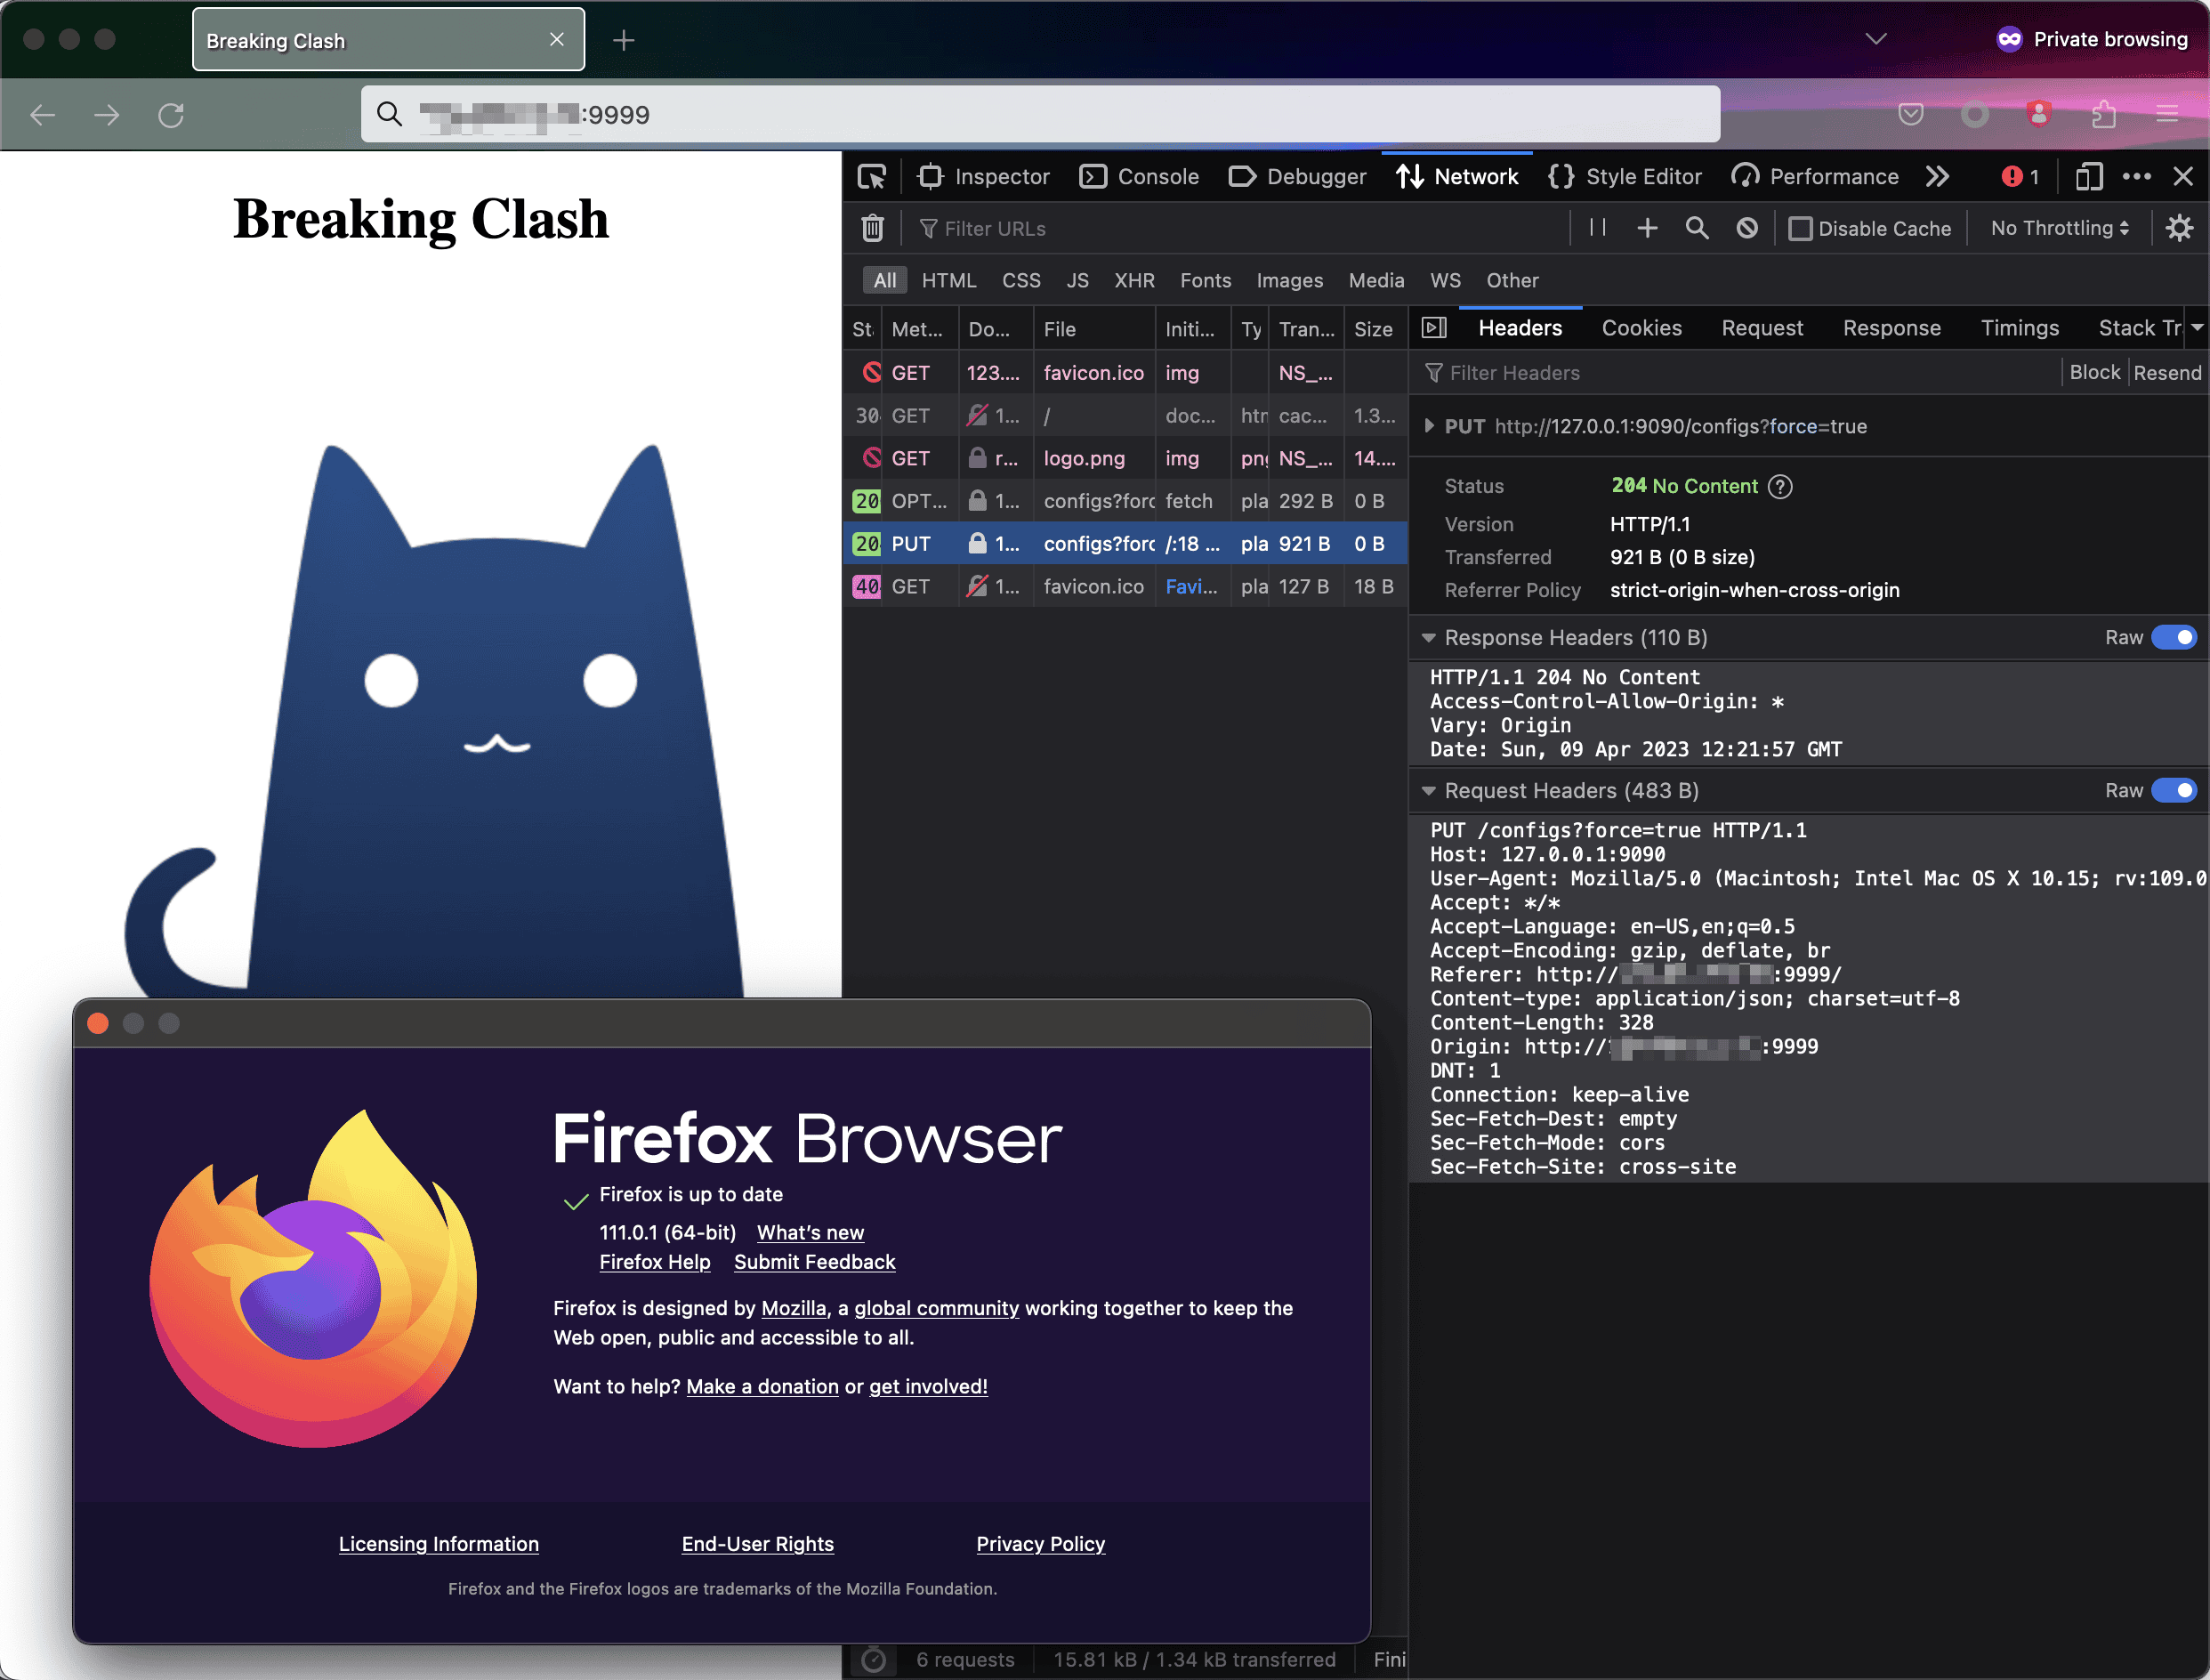 Breaking Clash
Private browsing
:9999
Breaking Clash
Inspector Console Debugger Network Style Editor Performance 1
Filter URLs Disable Cache No Throttling
All HTML CSS JS XHR Fonts Images Media WS Other
St. Met... Do... File Initi... Ty Tran... Size
GET 123.... favicon.ico img NS_...
30 GET 1... / doc... htm cac... 1.3...
GET r... logo.png img png NS_... 14....
20 OPT... 1... configs?forc fetch pla 292 B 0 B
20 PUT 1... configs?forc /:18 ... pla 921 B 0 B
40 GET 1... favicon.ico Favi... pla 127 B 18 B
Headers Cookies Request Response Timings Stack Tr
Filter Headers Block Resend
PUT http://127.0.0.1:9090/configs?force=true
Status 204 No Content ?
Version HTTP/1.1
Transferred 921 B (0 B size)
Referrer Policy strict-origin-when-cross-origin
Response Headers (110 B) Raw
HTTP/1.1 204 No Content
Access-Control-Allow-Origin: *
Vary: Origin
Date: Sun, 09 Apr 2023 12:21:57 GMT
Request Headers (483 B) Raw
PUT /configs?force=true HTTP/1.1
Host: 127.0.0.1:9090
User-Agent: Mozilla/5.0 (Macintosh; Intel Mac OS X 10.15; rv:109.0
Accept: */*
Accept-Language: en-US,en;q=0.5
Accept-Encoding: gzip, deflate, br
Referer: http:// :9999/
Content-type: application/json; charset=utf-8
Content-Length: 328
Origin: http:// :9999
DNT: 1
Connection: keep-alive
Sec-Fetch-Dest: empty
Sec-Fetch-Mode: cors
Sec-Fetch-Site: cross-site
Firefox Browser
Firefox is up to date
111.0.1 (64-bit) What's new
Firefox Help Submit Feedback
Firefox is designed by Mozilla, a global community working together to keep the
Web open, public and accessible to all.
Want to help? Make a donation or get involved!
Licensing Information End-User Rights Privacy Policy
Firefox and the Firefox logos are trademarks of the Mozilla Foundation.
6 requests 15.81 kB / 1.34 kB transferred Fini